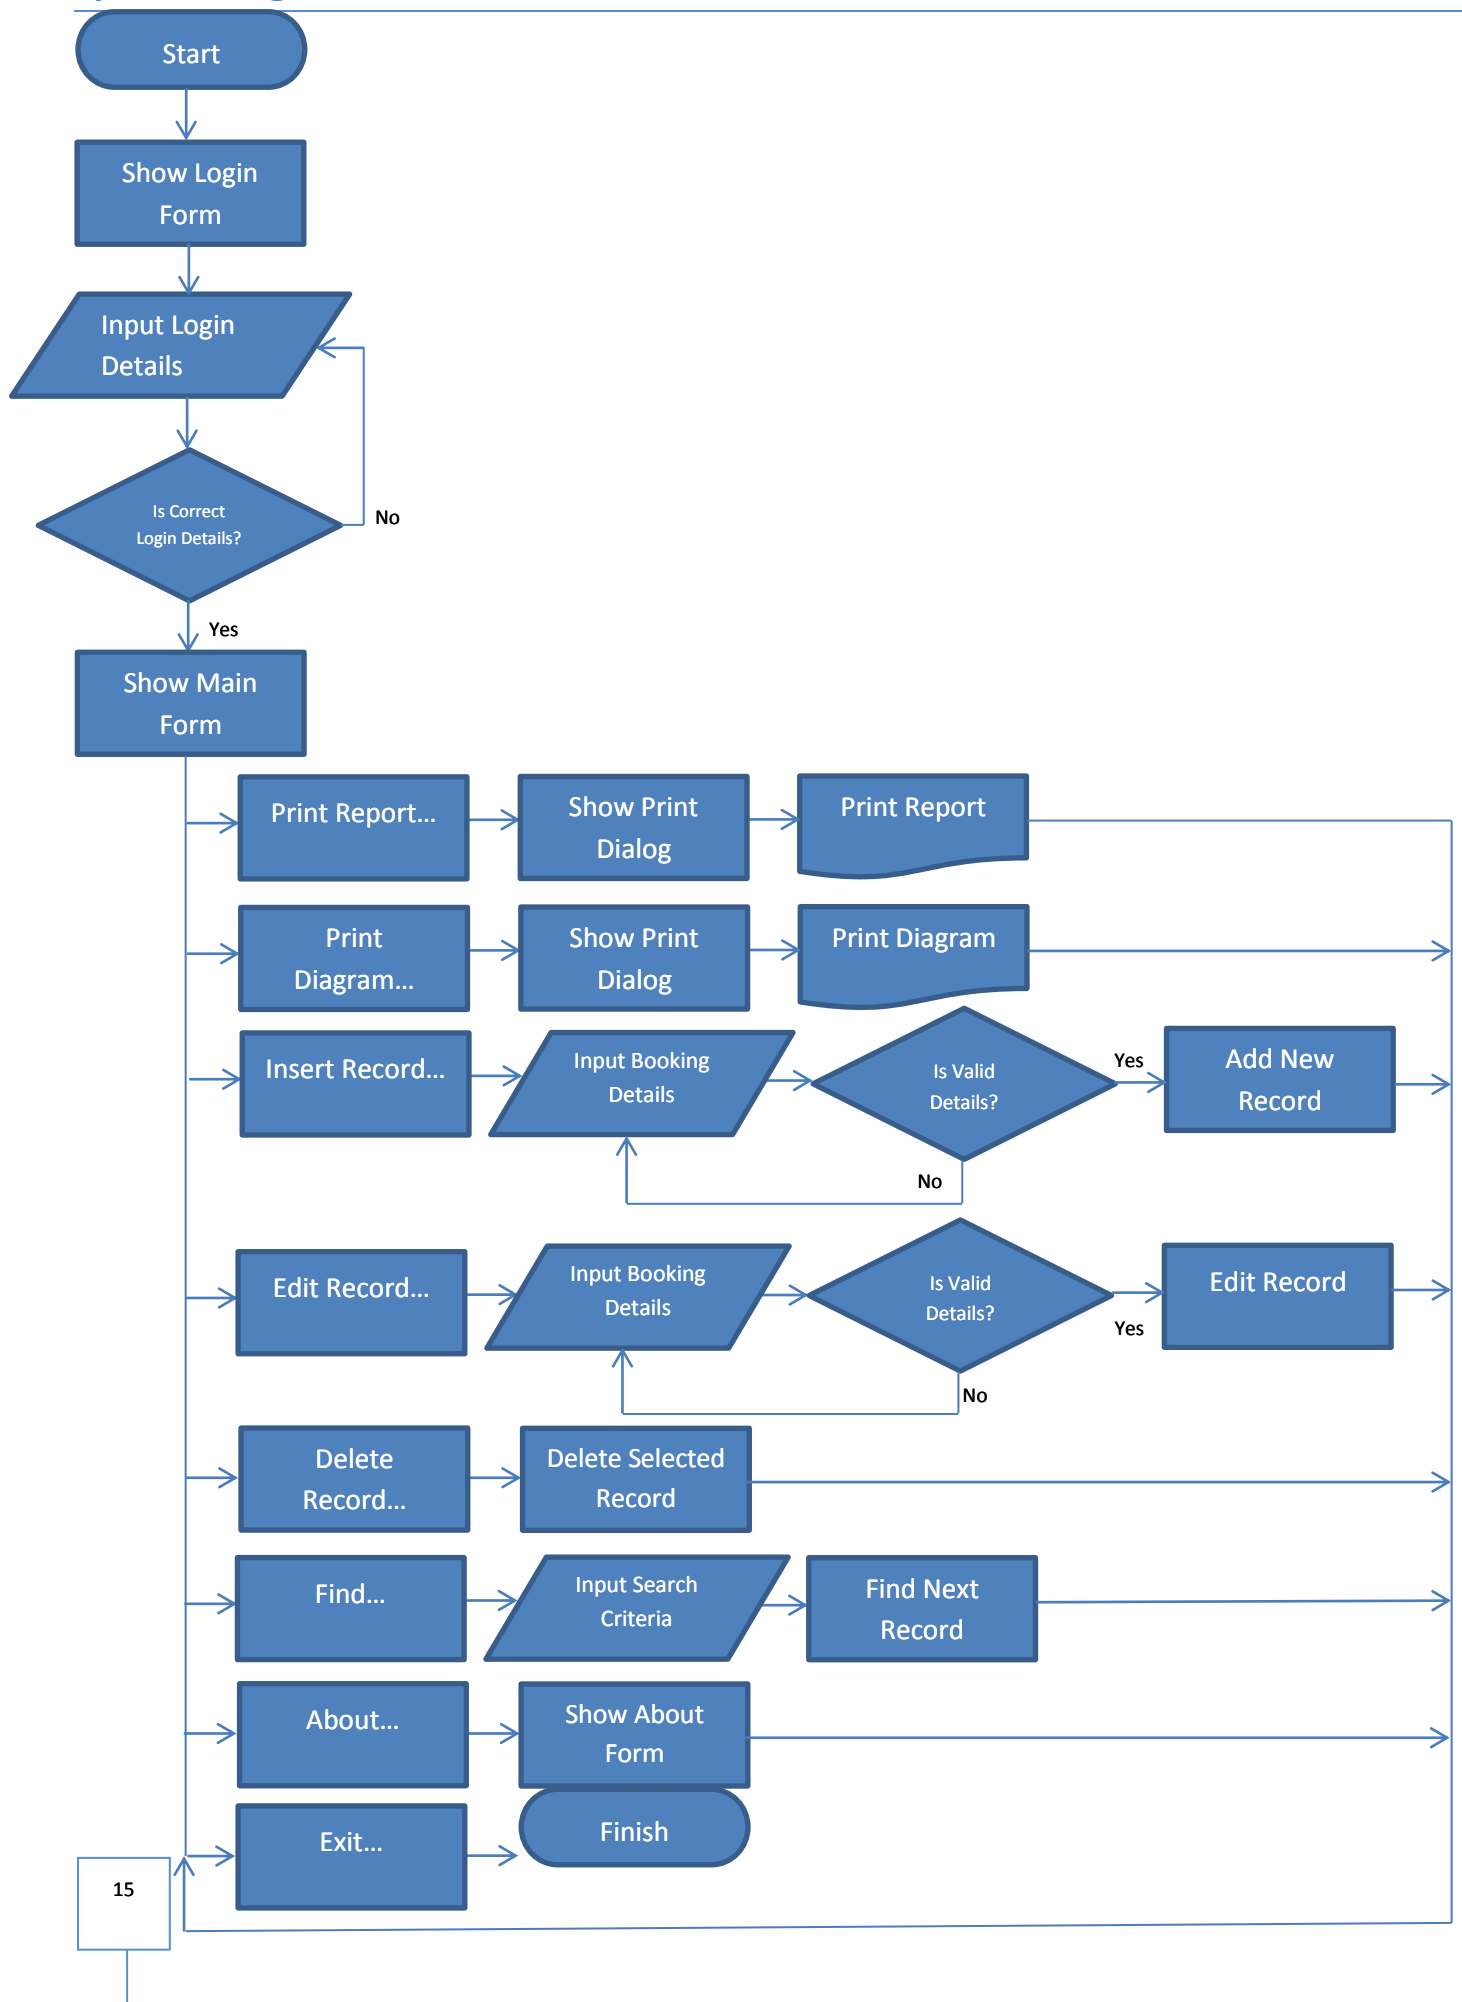 Start
Show Login
Form
Input Login
Details
Is Correct
Login Details?
No
Yes
Show Main
Form
Print Report...
Show Print
Dialog
Print Report
Print
Diagram...
Show Print
Dialog
Print Diagram
Insert Record...
Input Booking
Details
Is Valid
Details?
Yes
No
Add New
Record
Edit Record...
Input Booking
Details
Is Valid
Details?
Yes
No
Edit Record
Delete
Record...
Delete Selected
Record
Find...
Input Search
Criteria
Find Next
Record
About...
Show About
Form
Exit...
Finish
15